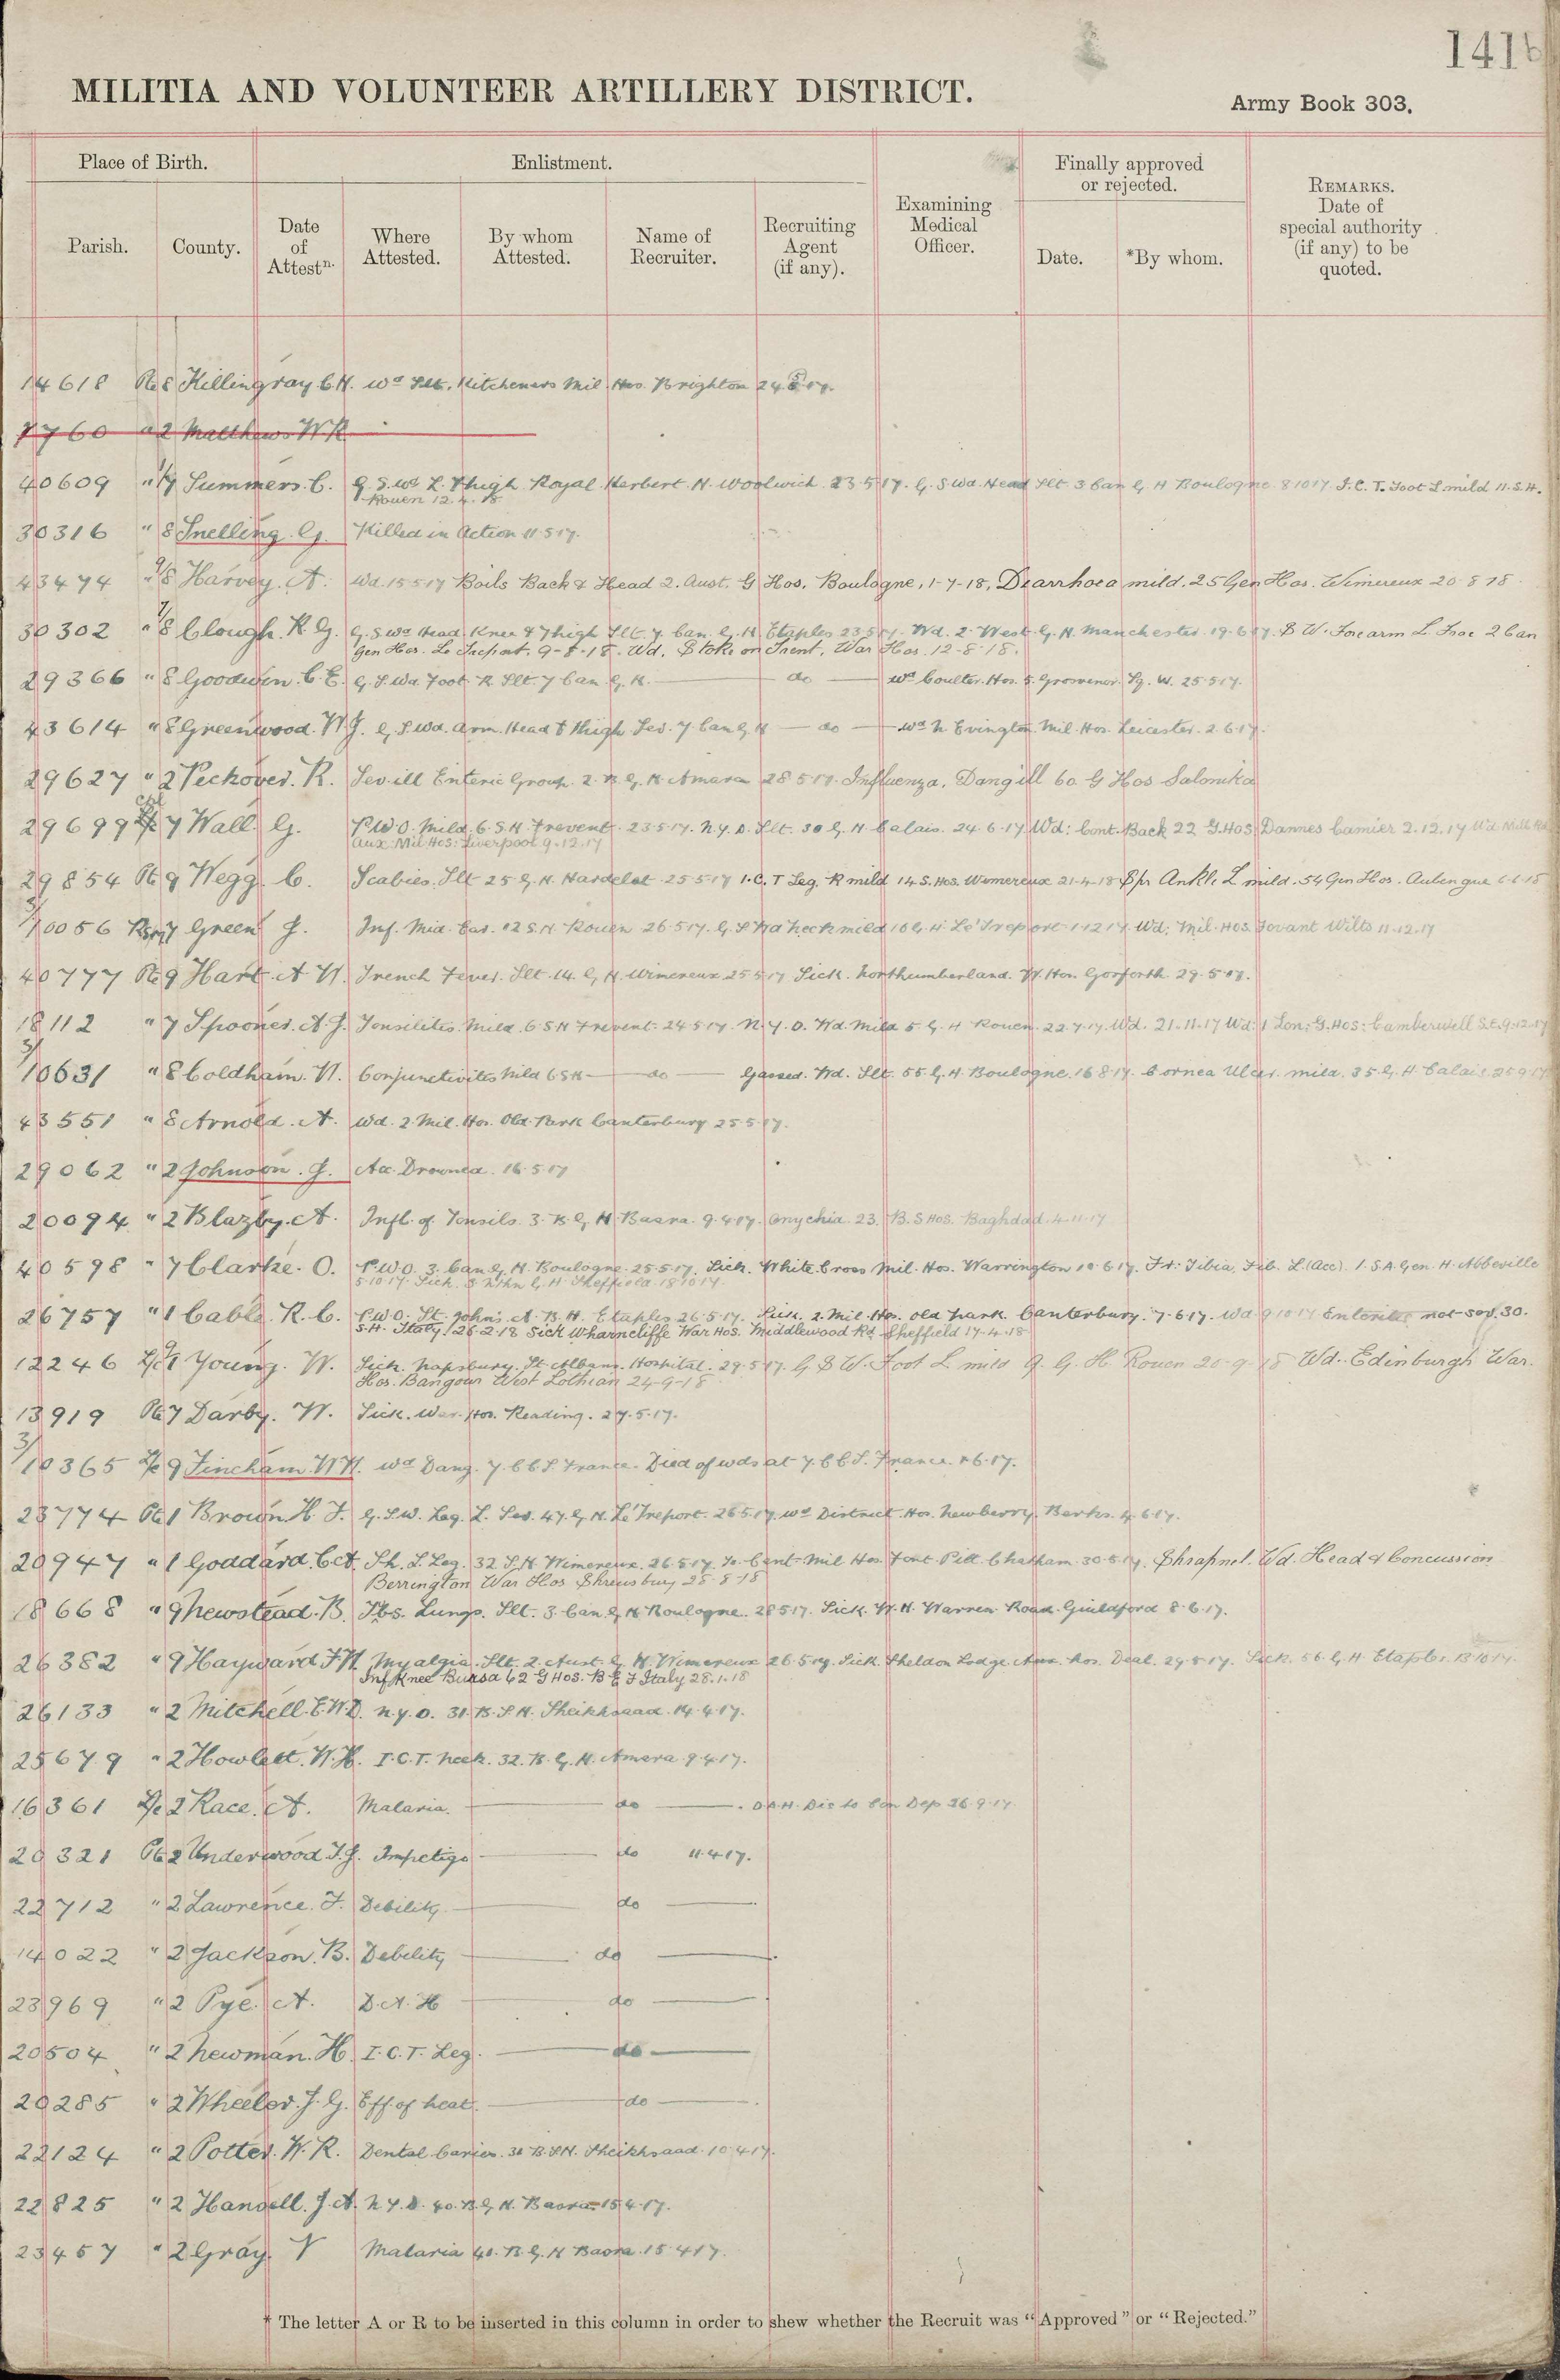 141b
MILITIA AND VOLUNTEER ARTILLERY DISTRICT.
Army Book 303.
Place of Birth.
Enlistment.
Finally approved
or rejected.
Parish.
County.
Date
of
Attestn.
Where
Attested.
By whom
Attested.
Name of
Recruiter.
Recruiting
Agent
(if any).
Examining
Medical
Officer.
Date.
*By whom.
REMARKS.
Date of
special authority
(if any) to be
quoted.
14618 Pte 8 Killingray C.H. Wd Slt. Kitcheners Mil. Hos. Brighton 24.5.17.
7760 " 2 Matthews W R
40609 " 1/7 Summers. C. G.S.Wd L. Thigh Royal Herbert. H. Woolwich 23.5.17. G.S.Wd. Head Slt. 3 Can G H Boulogne 8.10.17. I.C.T. Foot L mild 11.S.H.
Rouen 12.4.18
30316 " 8 Snelling. G. Killed in Action 11.5.17.
43474 " 9/8 Harvey. A. Wd. 15.5.17 Boils Back & Head 2. Aust. G Hos. Boulogne, 1-7-18, Diarrhoea mild. 25 Gen Hos. Wimereux 20.8.18.
30302 " 7/8 Clough. R.G. G.S.Wd Head. Knee & Thigh Slt. 7. Can. G.H. Etaples 23.5.17. Wd. 2. West. G.H. Manchester. 19.6.17. S.W. Forearm L. Frac 2 Can
Gen Hos. Le Treport. 9-8-18. Wd. Stoke on Trent, War Hos. 12-8-18.
29366 " 8 Goodwin. C.E. G.S.Wd. Foot R Slt 7 Can G.H. — do — Wd Coulter. Hos. 5. Grosvenor. Sq. W. 25.5.17.
43614 " 8 Greenwood. W.J. G.S.Wd. Arm. Head & Thigh Sev. 7. Can G H — do — Wd N. Evington. Mil. Hos. Leicester. 2.6.17.
29627 " 2 Peckover. R. Sev. ill Enteric Group. 2. B.G.H. Amara 28.5.17. Influenza. Dang ill 60. G Hos Salonika
29699 L/c Cpl 7 Wall. G. P.U.O. Mild. 6. S.H. Frevent. 23.5.17. N.Y.D. Slt. 30 G.H. Calais. 24.6.17. Wd: Cont. Back 22 G.Hos Dannes Camier 2.12.17 Wd
Aux: Mil Hos: Liverpool 9.12.17
29854 Pte 9 Wegg. C. Scabies. Slt 25 G.H. Hardelot 25.5.17 I.C.T Leg. R mild 14 S. Hos. Wimereux 21-4-18 Spr Ankle L mild. 54 Gen Hos. Aubengue 6.6.18
3/10056 7 Green J. Inf. Mid. Ear. 12 S.H. Rouen 26.5.17. G.S.Wd Neck mild 16 G.H. Le Treport 1.12.17. Wd: Mil. Hos. Fovant Wilts 11.12.17
40777 Pte 9 Hart. A.W. Trench Fever. Slt. 14. G.H. Wimereux 25.5.17 Sick. Northumberland. W. Hos. Gosforth. 29.5.17.
18112 " 7 Spooner. A.J. Tonsilitis. Mild. 6 S H Frevent. 24.5.17. N.Y.D. Wd. Mild 5. G.H Rouen. 22.7.17. Wd. 21.11.17 Wd: 1 Lon: G. Hos: Camberwell S.E. 9.12.17
3/10631 " 8 Coldham. W. Conjunctivites Mild 6 S H — do — Gassed. Wd. Slt. 55. G.H. Boulogne. 16.8.17. Cornea Ulcer. mild. 35. G.H. Calais. 25.9.17
43551 " 8 Arnold. A. Wd. 2. Mil. Hos. Old Park Canterbury 25.5.17.
29062 " 2 Johnson. J. Acc. Drowned. 16.5.17
20094 " 2 Blazby. A. Infl. of Tonsils. 3. B.G.H. Basra. 9.4.17. Onychia. 23. B.S Hos. Baghdad. 4.11.17
40598 " 7 Clarke. O. P.U.O. 3. Can. G.H. Boulogne. 25.5.17. Sick. White Cross Mil. Hos. Warrington 10.6.17. Fr. Tibia. Fib. L. (Acc). 1. S.A. Gen. H. Abbeville
5.10.17. Sick. 3 Nthn G.H. Sheffield. 18.10.17.
26757 " 1 Cable. R.C. P.U.O. St. John's. A.B.H. Etaples 26.5.17. Sick. 2. Mil. Hos. Old Park Canterbury. 7.6.17. Wd 9.10.17 Enteritis not sev. 30.
S.H. Italy. 26.2.18 Sick Wharncliffe War Hos. Middlewood Rd Sheffield 17.4.18
12246 1 Young. W. Sick. Napsbury. St. Albans. Hospital. 29.5.17. G.S.W. Foot L mild 9. G.H Rouen 20-9-18 Wd. Edinburgh War.
Hos. Bangour West Lothian 24-9-18
13919 Pte 7 Darby. W. Sick. War. Hos. Reading. 27.5.17.
3/10365 L/c 9 Fincham W H. Wd Dang. 7. C.C.S. France. Died of wds at 7. C.C.S. France. 8.6.17.
23774 Pte 1 Brown. H.J. G.S.W. Leg. L. Sev. 47. G.H. Le Treport. 26.5.17. Wd District Hos. Newberry. Berks. 4.6.17.
20947 " 1 Goddard. C A. Sh. L. Leg. 32 S.H. Wimereux. 26.5.17. To Cent. Mil Hos. Font Pitt Chatham. 30.5.17. Shrapnel. Wd. Head & Concussion
Berrington War Hos Shrewsbury 28-8-18
18668 " 9 Newstead. B. Tbs. Lungs. Slt. 3. Can. G H Boulogne. 28.5.17. Sick. W.H. Warren Road. Guildford 8.6.17.
26382 " 9 Hayward F W Myalgia. Slt. 2. Aust. G.H. Wimereux 26.5.17. Sick. Sheldon Lodge Aux. Hos. Deal. 29.5.17. Sick. 56. G.H. Etaples. 13.10.17.
Inf Knee Bursa 62 G Hos. B E F Italy 28.1.18
26133 " 2 Mitchell. E.W.D. N.Y.D. 31. B.S.H. Sheikhsaad. 14.4.17.
25679 " 2 Howlett. W.H. I.C.T. Neck. 32. B.G.H. Amara 9.4.17.
16361 L/c 2 Race. A. Malaria. — do — D.A.H. Dis to Con Dep 26.9.17
20321 Pte 2 Underwood J.J. Impetigo — do 11.4.17.
22712 " 2 Lawrence. F. Debility. — do —
14022 " 2 Jackson. B. Debility — do —
23969 " 2 Pye. A. D.A.H — do —
20504 " 2 Newman. H. I.C.T. Leg. — do —
20285 " 2 Wheeler. J.G. Eff. of heat. — do —
22124 " 2 Potter. W.R. Dental Caries. 31 B.S.H. Sheikhsaad. 10.4.17.
22825 " 2 Hansell. J.A. N.Y.D. 40. B.G.H. Basra. 15.4.17.
23457 " 2 Gray. V Malaria 40. B.G.H Basra. 15.4.17.
* The letter A or R to be inserted in this column in order to shew whether the Recruit was "Approved" or "Rejected."